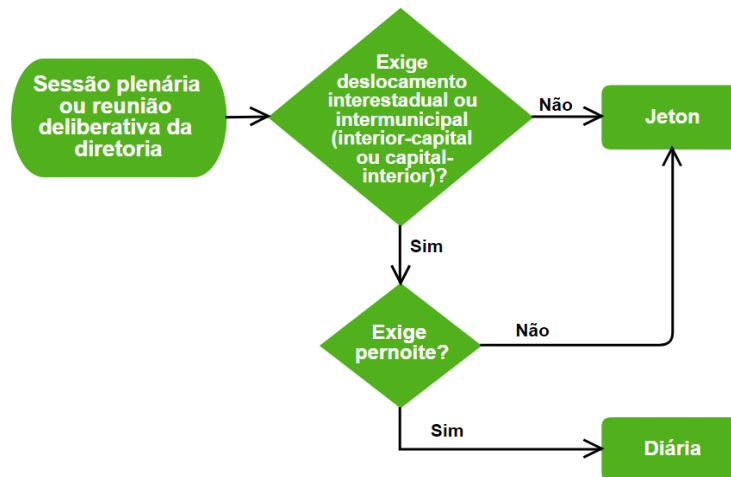 Sessão plenária
ou reunião
deliberativa da
diretoria
Exige
deslocamento
interestadual ou
intermunicipal
(interior-capital
ou capital-
interior)?
Não
Jeton
Sim
Exige
pernoite?
Não
Sim
Diária